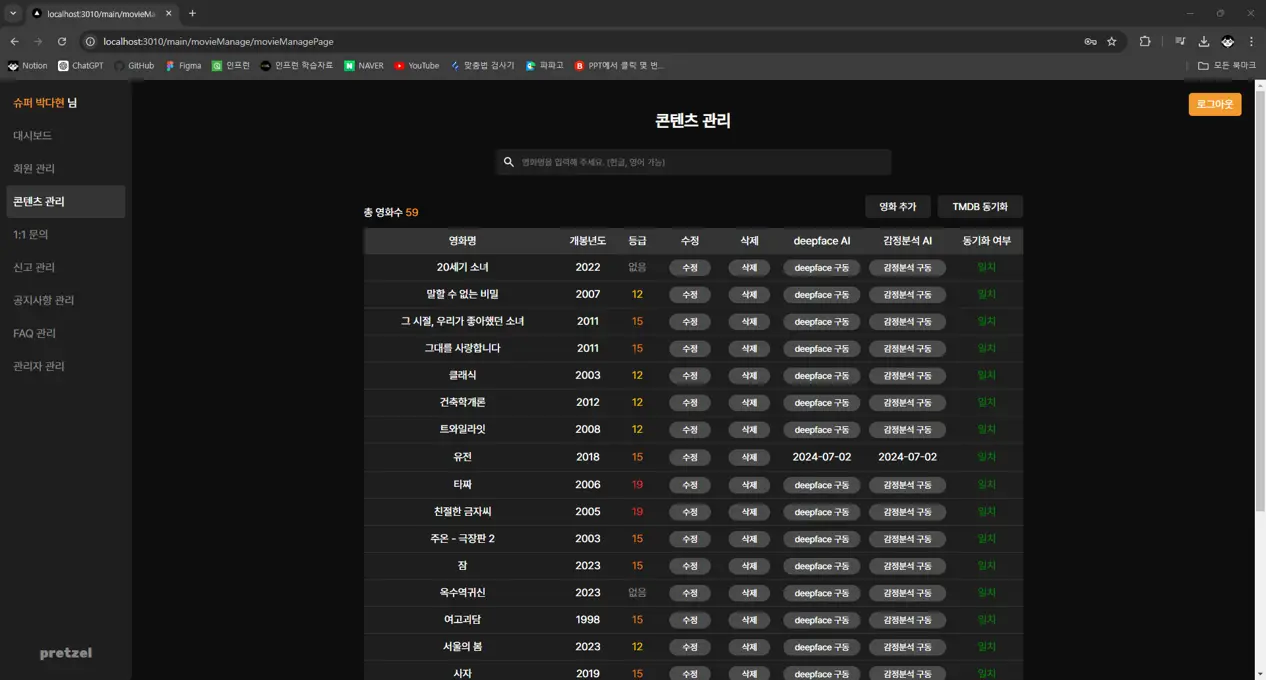 localhost:3010/main/movieMa
localhost:3010/main/movieManage/movieManagePage
Notion ChatGPT GitHub Figma 인프런 인프런 학습자료 NAVER YouTube 맞춤법 검사기 파파고 PPT에서 클릭 몇 번... 모든 북마크
슈퍼 박다현 님
로그아웃
대시보드
회원 관리
콘텐츠 관리
1:1 문의
신고 관리
공지사항 관리
FAQ 관리
관리자 관리
pretzel
콘텐츠 관리
영화명을 입력해 주세요. (한글, 영어 가능)
총 영화수 59
영화 추가 TMDB 동기화
영화명 개봉년도 등급 수정 삭제 deepface AI 감정분석 AI 동기화 여부
20세기 소녀 2022 없음 수정 삭제 deepface 구동 감정분석 구동 일치
말할 수 없는 비밀 2007 12 수정 삭제 deepface 구동 감정분석 구동 일치
그 시절, 우리가 좋아했던 소녀 2011 15 수정 삭제 deepface 구동 감정분석 구동 일치
그대를 사랑합니다 2011 15 수정 삭제 deepface 구동 감정분석 구동 일치
클래식 2003 12 수정 삭제 deepface 구동 감정분석 구동 일치
건축학개론 2012 12 수정 삭제 deepface 구동 감정분석 구동 일치
트와일라잇 2008 12 수정 삭제 deepface 구동 감정분석 구동 일치
유전 2018 15 수정 삭제 2024-07-02 2024-07-02 일치
타짜 2006 19 수정 삭제 deepface 구동 감정분석 구동 일치
친절한 금자씨 2005 19 수정 삭제 deepface 구동 감정분석 구동 일치
주온 - 극장판 2 2003 15 수정 삭제 deepface 구동 감정분석 구동 일치
잠 2023 15 수정 삭제 deepface 구동 감정분석 구동 일치
옥수역귀신 2023 없음 수정 삭제 deepface 구동 감정분석 구동 일치
여고괴담 1998 15 수정 삭제 deepface 구동 감정분석 구동 일치
서울의 봄 2023 12 수정 삭제 deepface 구동 감정분석 구동 일치
사자 2019 15 수정 삭제 deepface 구동 감정분석 구동 일치